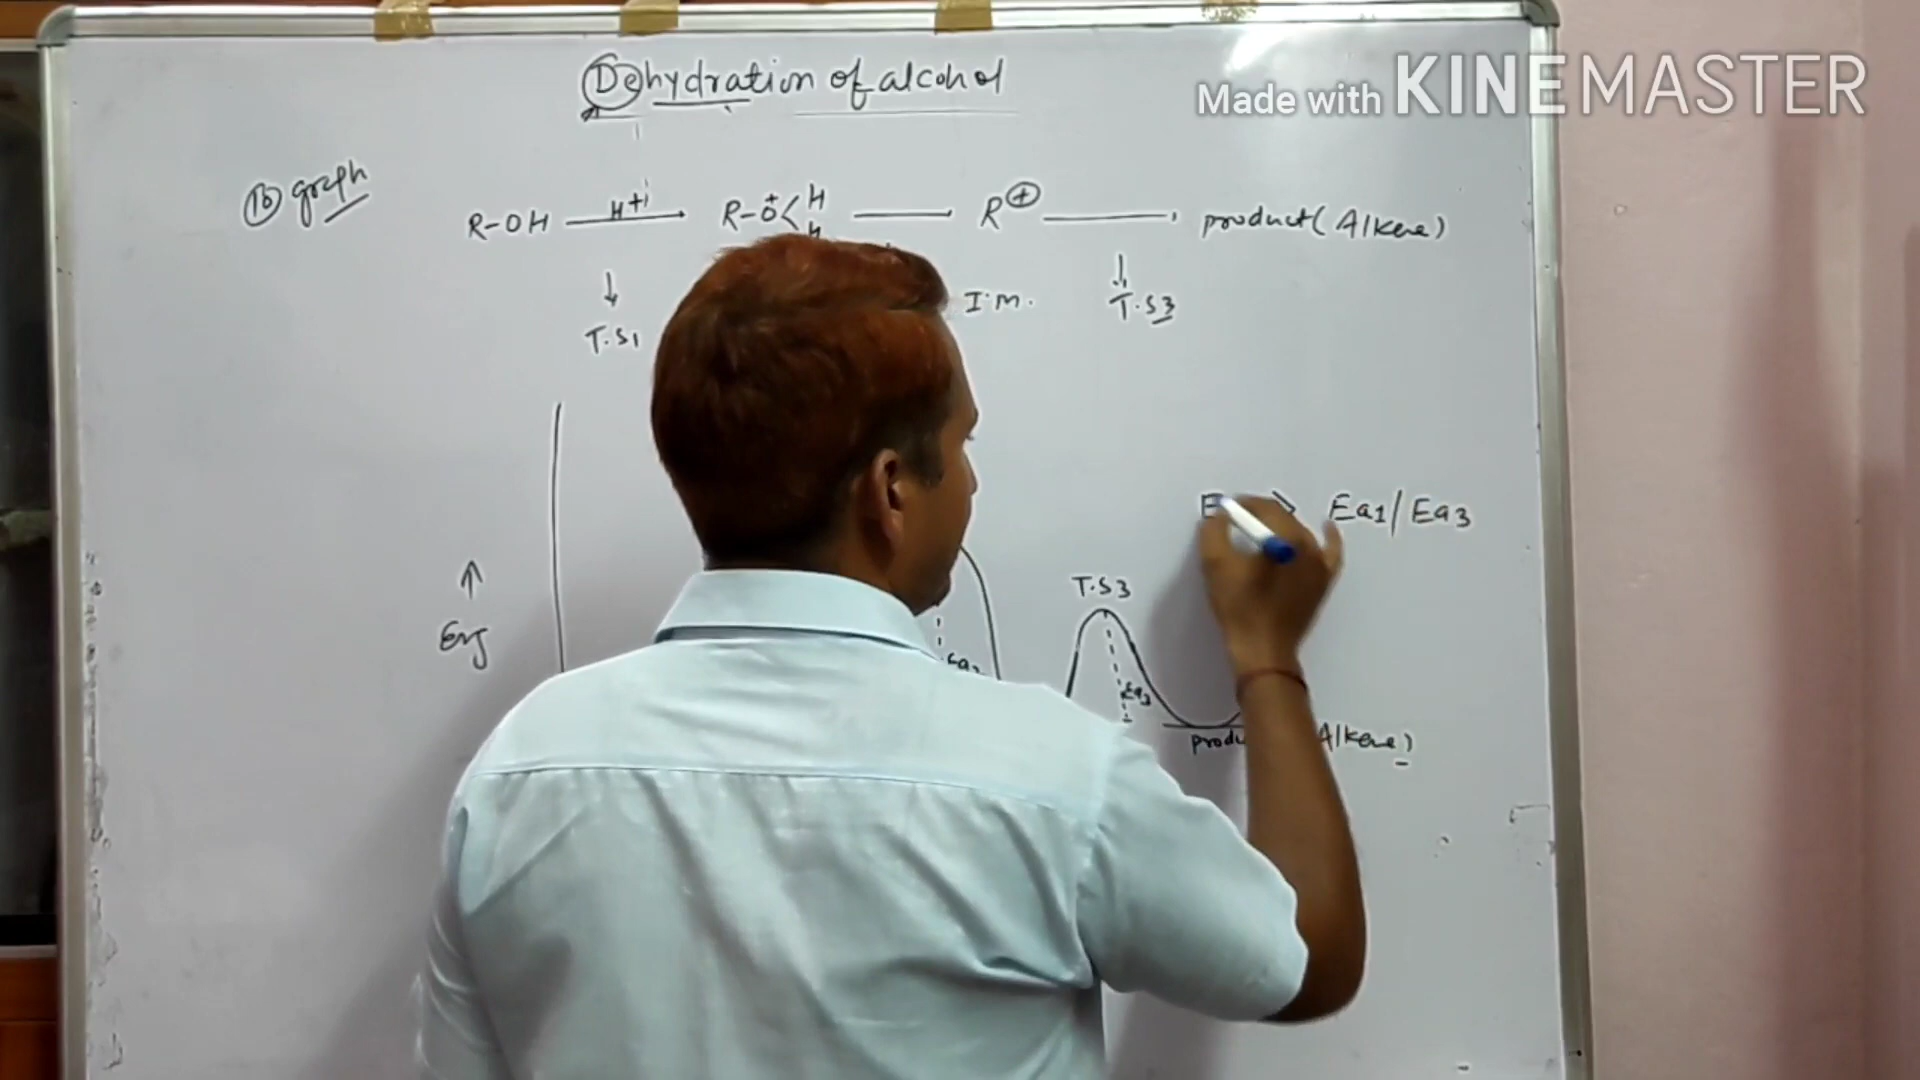 Dehydration of alcohol
Made with KINEMASTER
B graph
R-OH H+ R-O+ H H R+ product (Alkene)
T.S1 I.M. T.S3
E > Ea1/Ea3
T.S3
Erg
Ea3
Alkene)